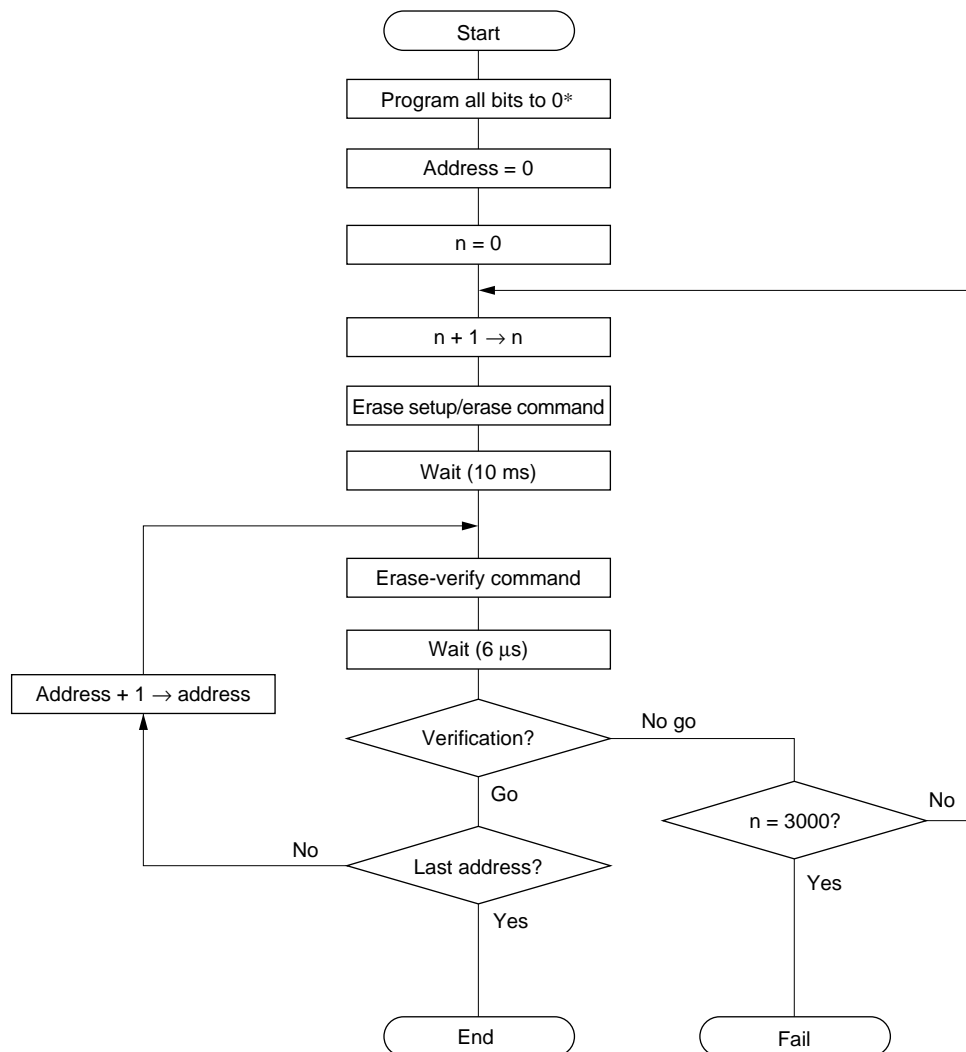 Start
Program all bits to 0*
Address = 0
n = 0
n + 1 → n
Erase setup/erase command
Wait (10 ms)
Erase-verify command
Wait (6 μs)
Address + 1 → address
Verification?
No go
Go
n = 3000?
No
No
Last address?
Yes
Yes
End
Fail